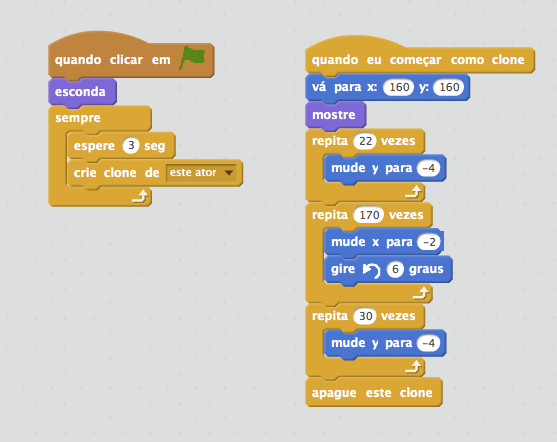 quando clicar em
esconda
sempre
espere 3 seg
crie clone de este ator
quando eu começar como clone
vá para x: 160 y: 160
mostre
repita 22 vezes
mude y para -4
repita 170 vezes
mude x para -2
gire 6 graus
repita 30 vezes
mude y para -4
apague este clone